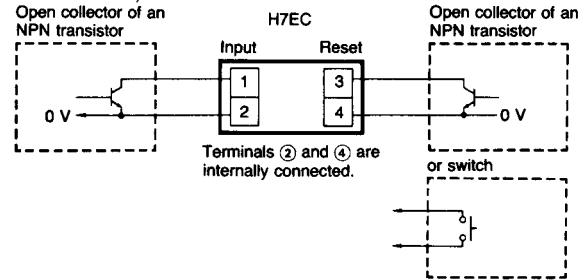 Open collector of an
NPN transistor
H7EC
Open collector of an
NPN transistor
Input
Reset
1
3
2
4
0 V
0 V
Terminals ② and ④ are
internally connected.
or switch